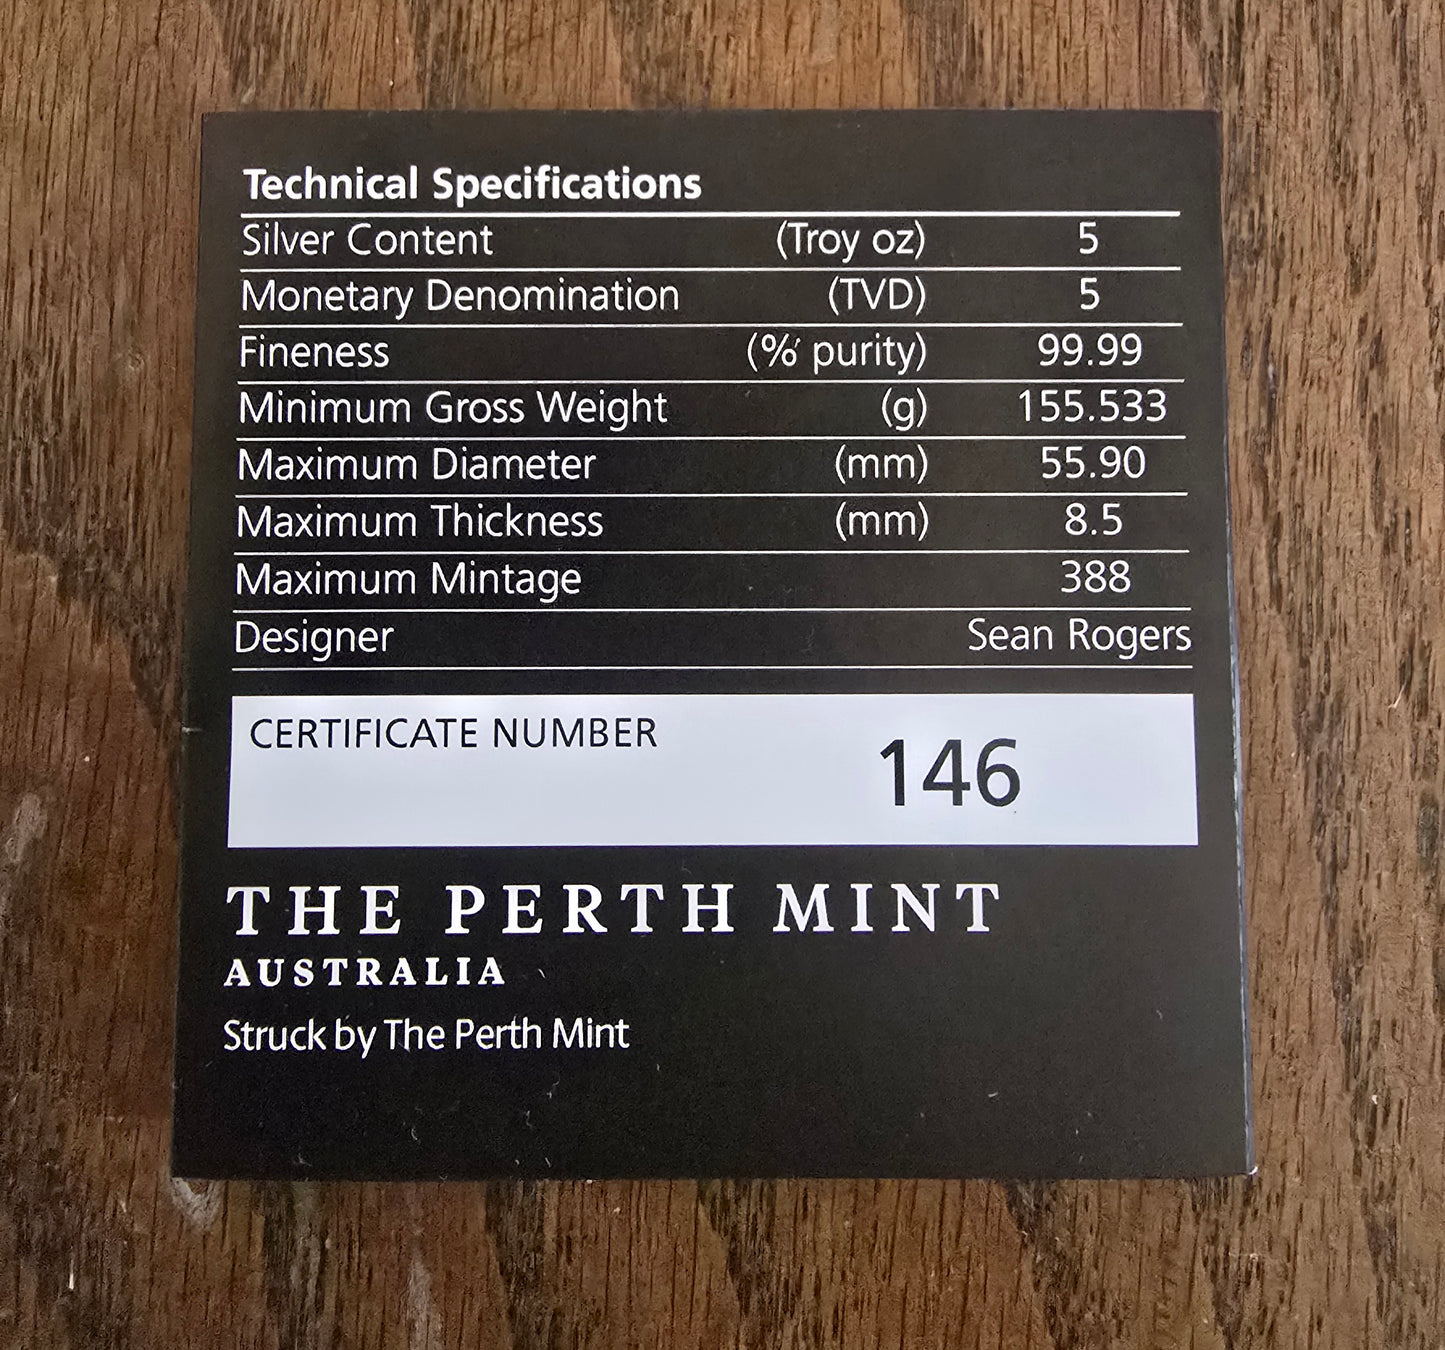 Technical Specifications
Silver Content (Troy oz) 5
Monetary Denomination (TVD) 5
Fineness (% purity) 99.99
Minimum Gross Weight (g) 155.533
Maximum Diameter (mm) 55.90
Maximum Thickness (mm) 8.5
Maximum Mintage 388
Designer Sean Rogers
CERTIFICATE NUMBER 146
THE PERTH MINT
AUSTRALIA
Struck by The Perth Mint